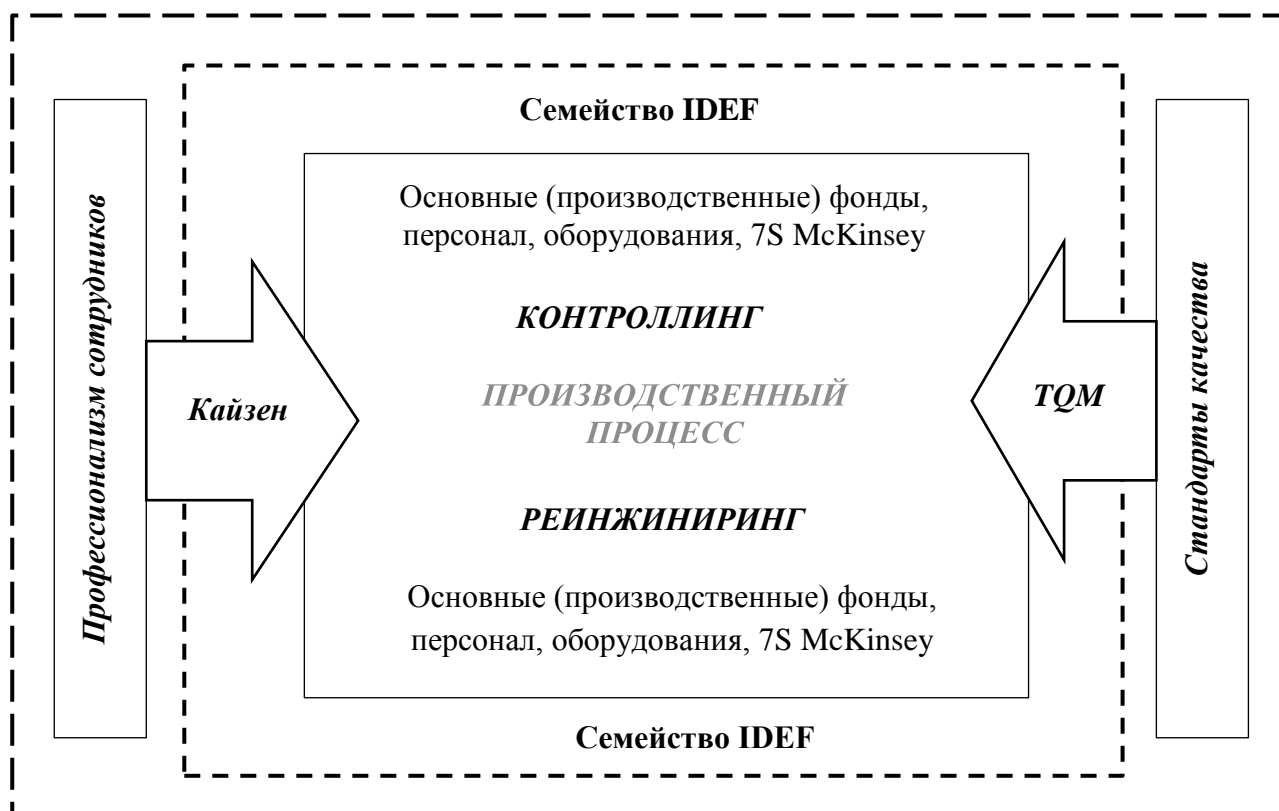 Семейство IDEF
Профессионализм сотрудников
Основные (производственные) фонды,
персонал, оборудования, 7S McKinsey
КОНТРОЛЛИНГ
Кайзен
ПРОИЗВОДСТВЕННЫЙ
ПРОЦЕСС
TQM
Стандарты качества
РЕИНЖИНИРИНГ
Основные (производственные) фонды,
персонал, оборудования, 7S McKinsey
Семейство IDEF